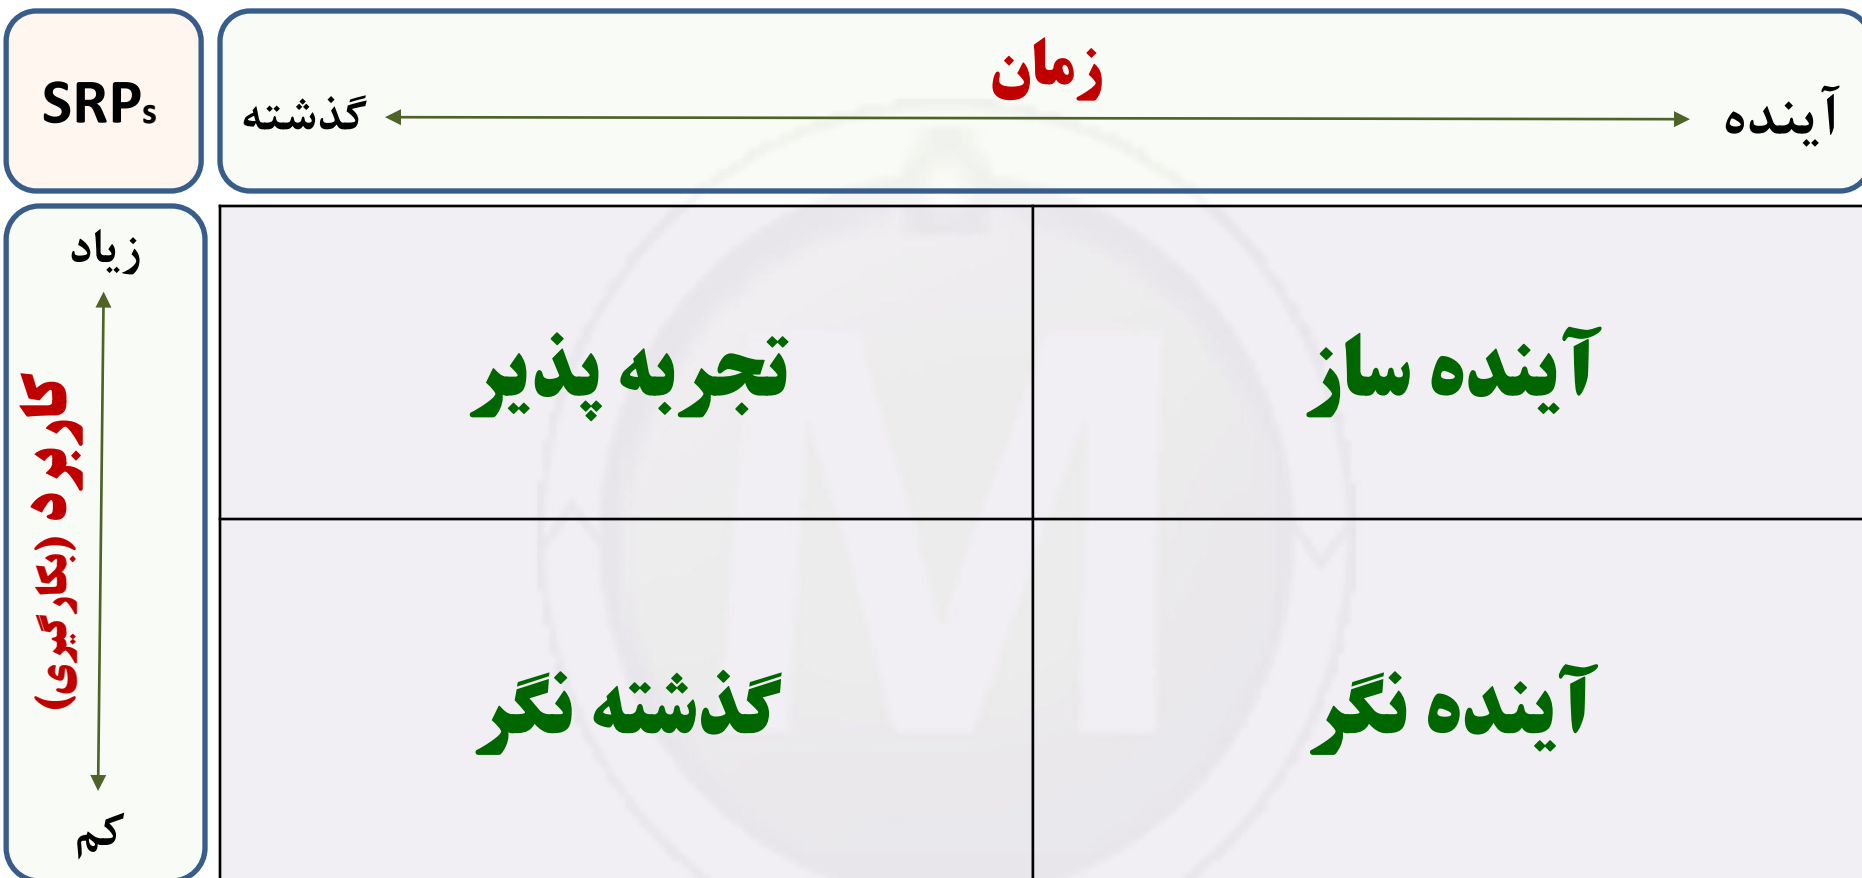 SRPs
زمان
آینده
گذشته
زیاد
کاربرد (بکارگیری)
کم
آینده ساز
تجربه پذیر
آینده نگر
گذشته نگر
M